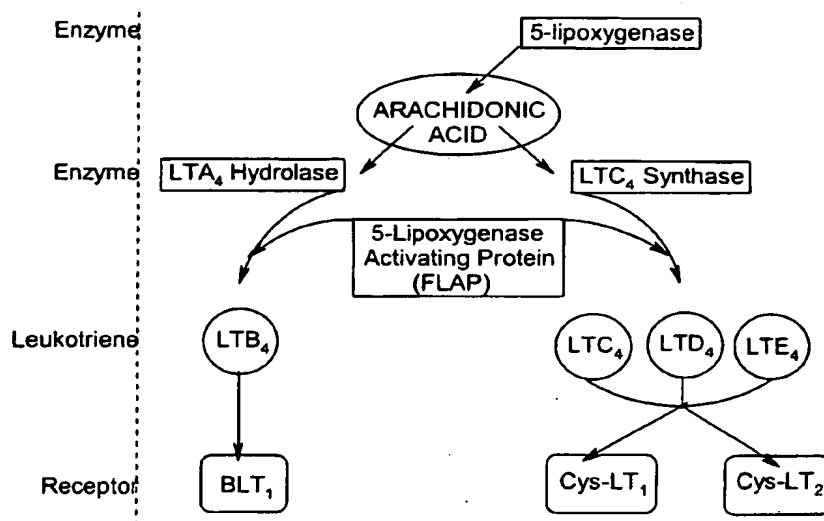 Enzyme
5-lipoxygenase
ARACHIDONIC
ACID
Enzyme
LTA₄ Hydrolase
LTC₄ Synthase
5-Lipoxygenase
Activating Protein
(FLAP)
Leukotriene
LTB₄
LTC₄
LTD₄
LTE₄
Receptor
BLT₁
Cys-LT₁
Cys-LT₂